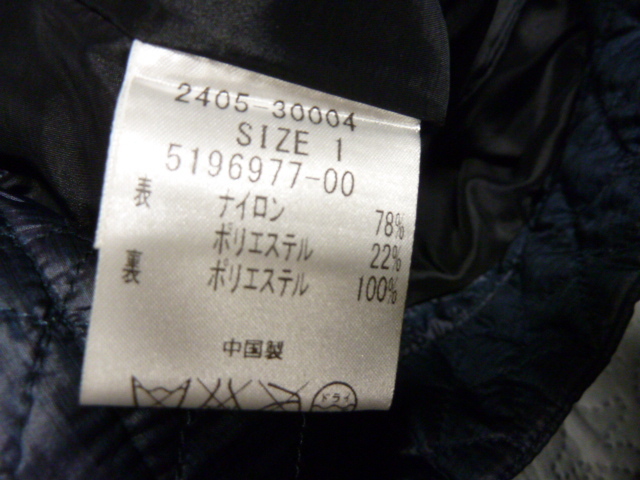 2405-30004
SIZE 1
5196977-00
表 ナイロン 78%
ポリエステル 22%
裏 ポリエステル 100%
中国製
ドライ